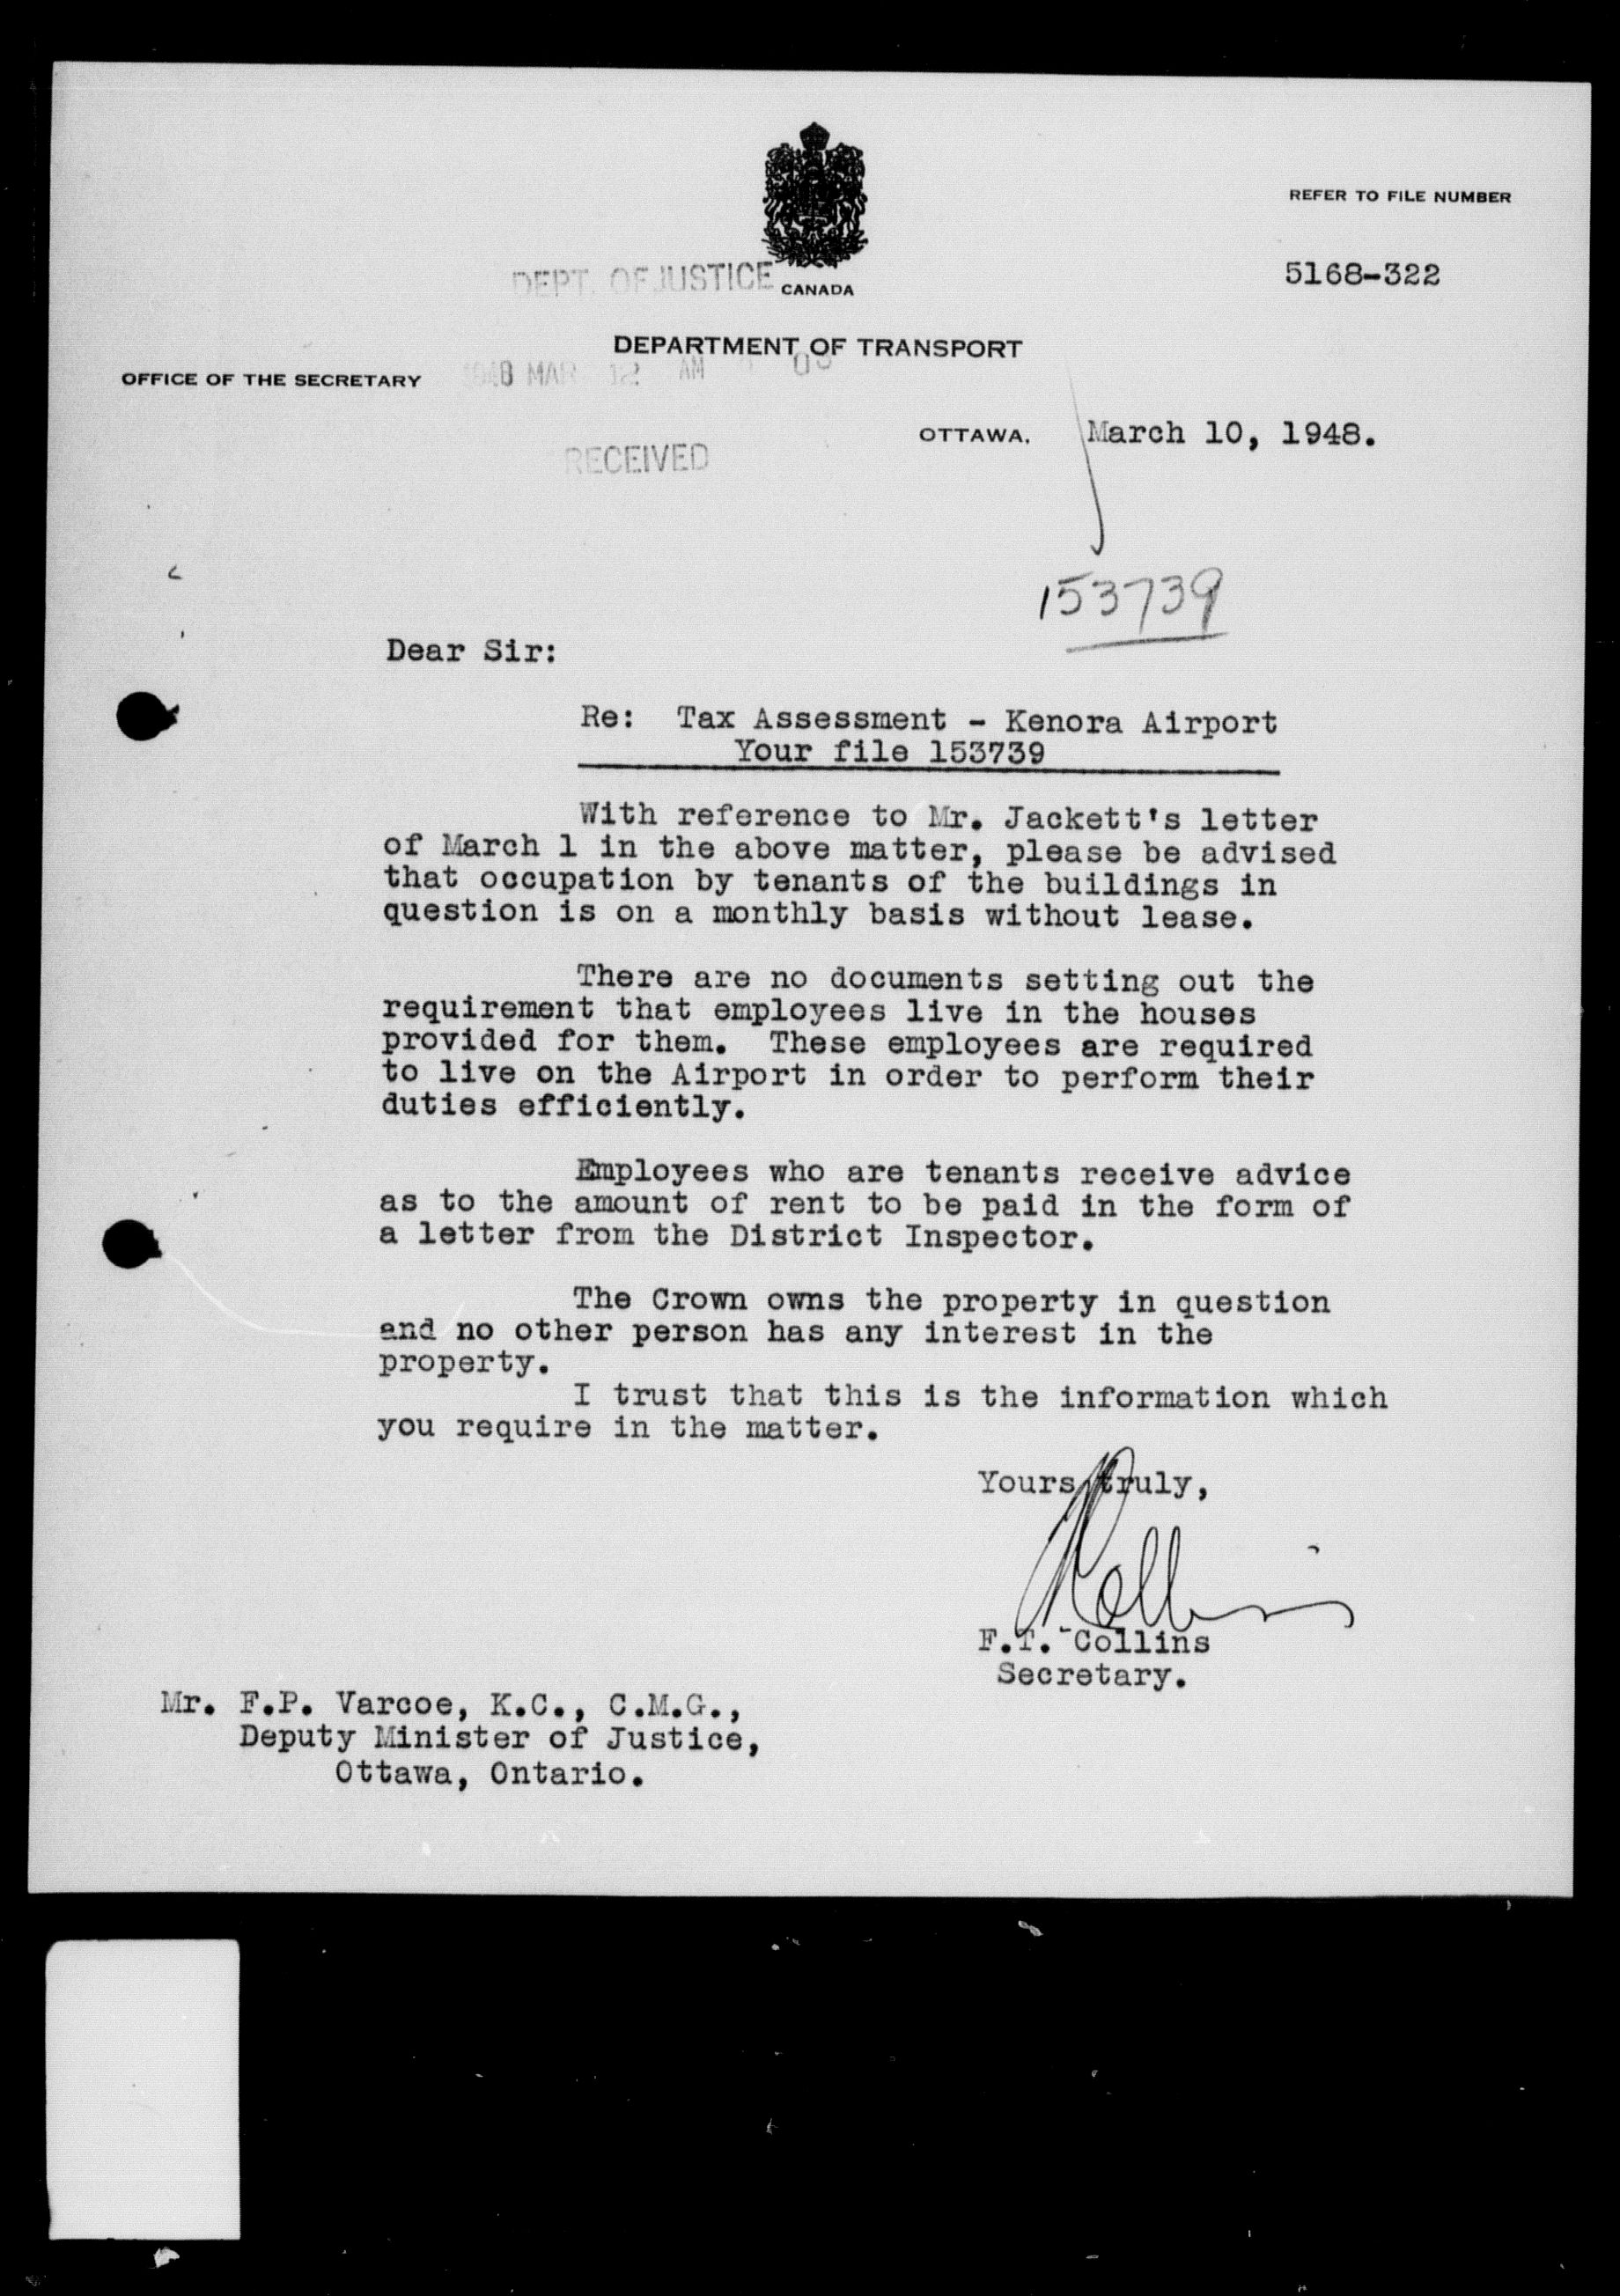 REFER TO FILE NUMBER
5168-322
DEPT. OF JUSTICE
CANADA
DEPARTMENT OF TRANSPORT
OFFICE OF THE SECRETARY
MAR 12 AM
OTTAWA, March 10, 1948.
RECEIVED
153739
Dear Sir:
Re: Tax Assessment - Kenora Airport
Your file 153739
With reference to Mr. Jackett's letter
of March 1 in the above matter, please be advised
that occupation by tenants of the buildings in
question is on a monthly basis without lease.
There are no documents setting out the
requirement that employees live in the houses
provided for them. These employees are required
to live on the Airport in order to perform their
duties efficiently.
Employees who are tenants receive advice
as to the amount of rent to be paid in the form of
a letter from the District Inspector.
The Crown owns the property in question
and no other person has any interest in the
property.
I trust that this is the information which
you require in the matter.
Yours truly,
Collins
F.T. Collins
Secretary.
Mr. F.P. Varcoe, K.C., C.M.G.,
Deputy Minister of Justice,
Ottawa, Ontario.